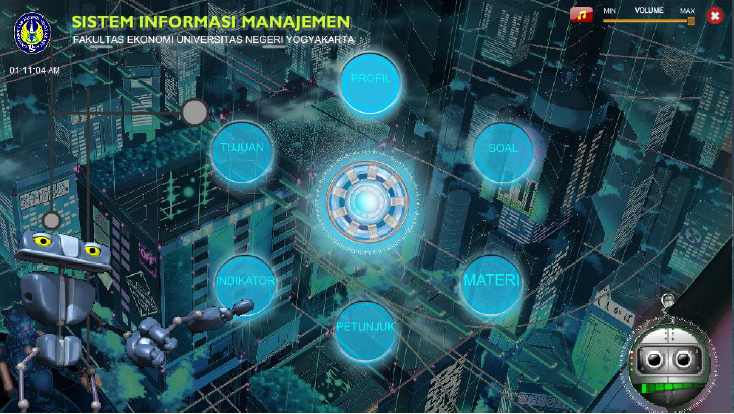 SISTEM INFORMASI MANAJEMEN
FAKULTAS EKONOMI UNIVERSITAS NEGERI YOGYAKARTA
MIN VOLUME MAX
01:11:04 AM
PROFIL
TUJUAN
SOAL
INDIKATOR
MATERI
PETUNJUK